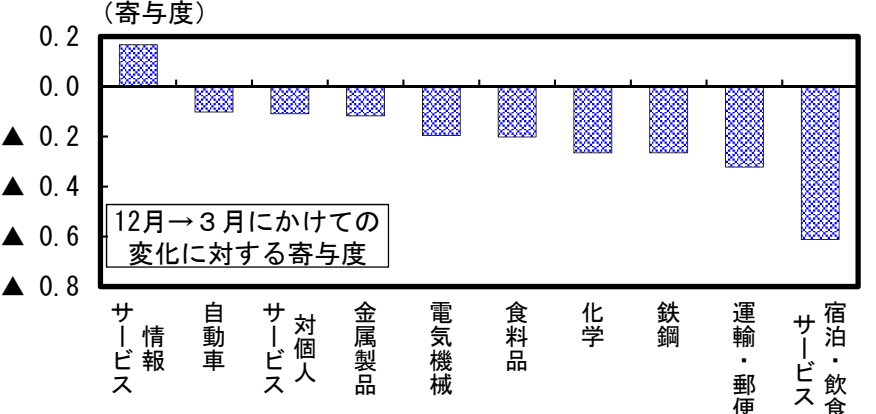 (寄与度)
0.2
0.0
▲ 0.2
▲ 0.4
▲ 0.6
▲ 0.8
12月→3月にかけての
変化に対する寄与度
情報
サービス
自動車
対個人
サービス
金属製品
電気機械
食料品
化学
鉄鋼
運輸・郵便
宿泊・飲食
サービス